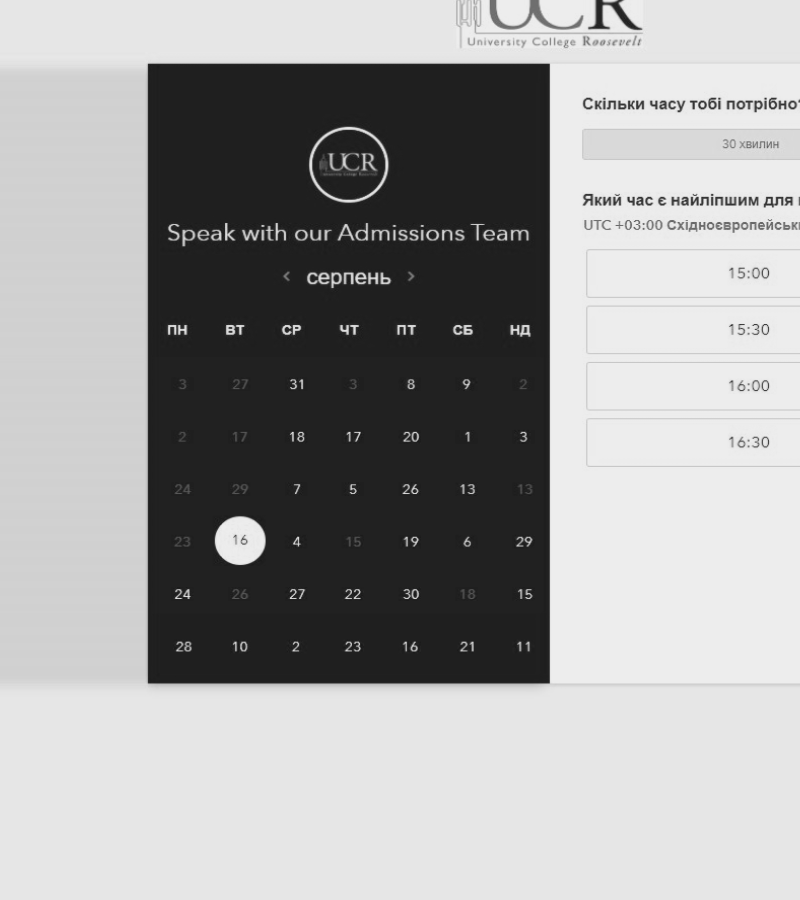 UCR
University College Roosevelt
UCR
Speak with our Admissions Team
< серпень >
ПН ВТ СР ЧТ ПТ СБ НД
3 27 31 3 8 9 2
2 17 18 17 20 1 3
24 29 7 5 26 13 13
23 16 4 15 19 6 29
24 26 27 22 30 18 15
28 10 2 23 16 21 11
Скільки часу тобі потрібно?
30 хвилин
Який час є найліпшим для
UTC +03:00 Східноєвропейськ
15:00
15:30
16:00
16:30